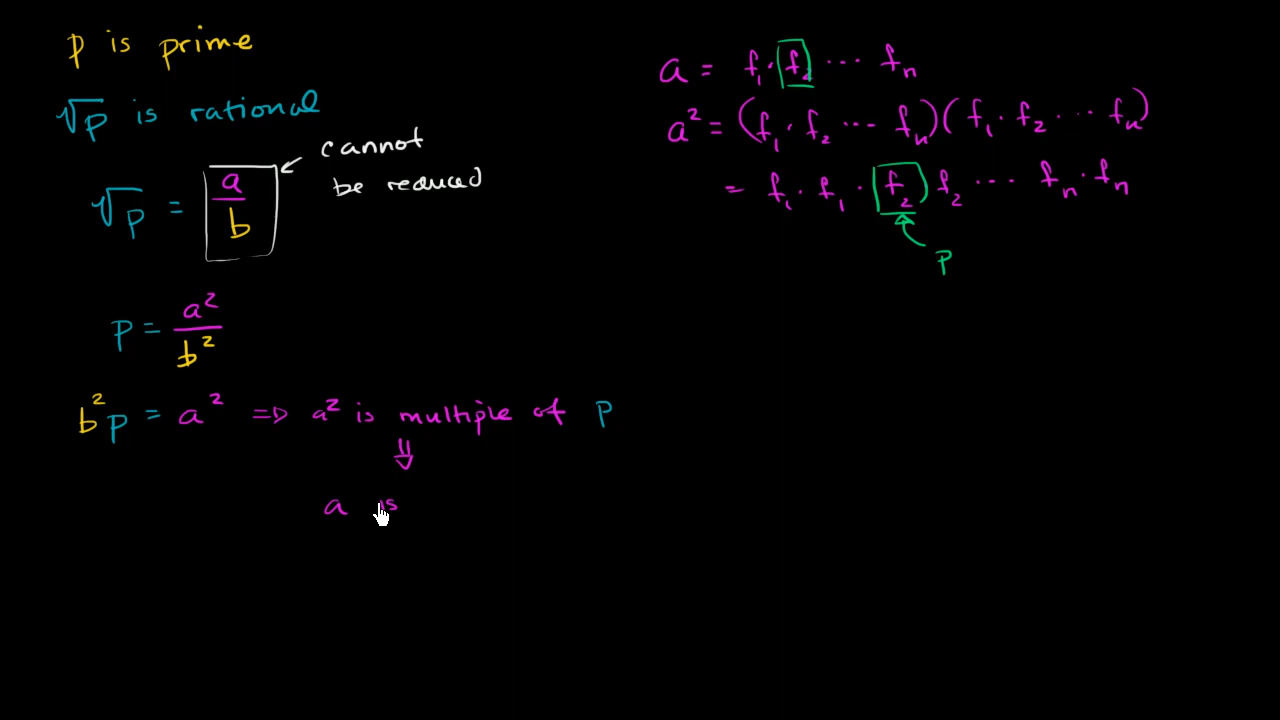 p is prime
√p is rational
cannot
be reduced
√p = a/b
p = a²/b²
b²p = a² ⇒ a² is multiple of p
⇓
a is
a = f₁ · f₂ ⋯ fₙ
a² = (f₁ · f₂ ⋯ fₙ)(f₁ · f₂ ⋯ fₙ)
= f₁ · f₁ · f₂) f₂ ⋯ fₙ · fₙ
p